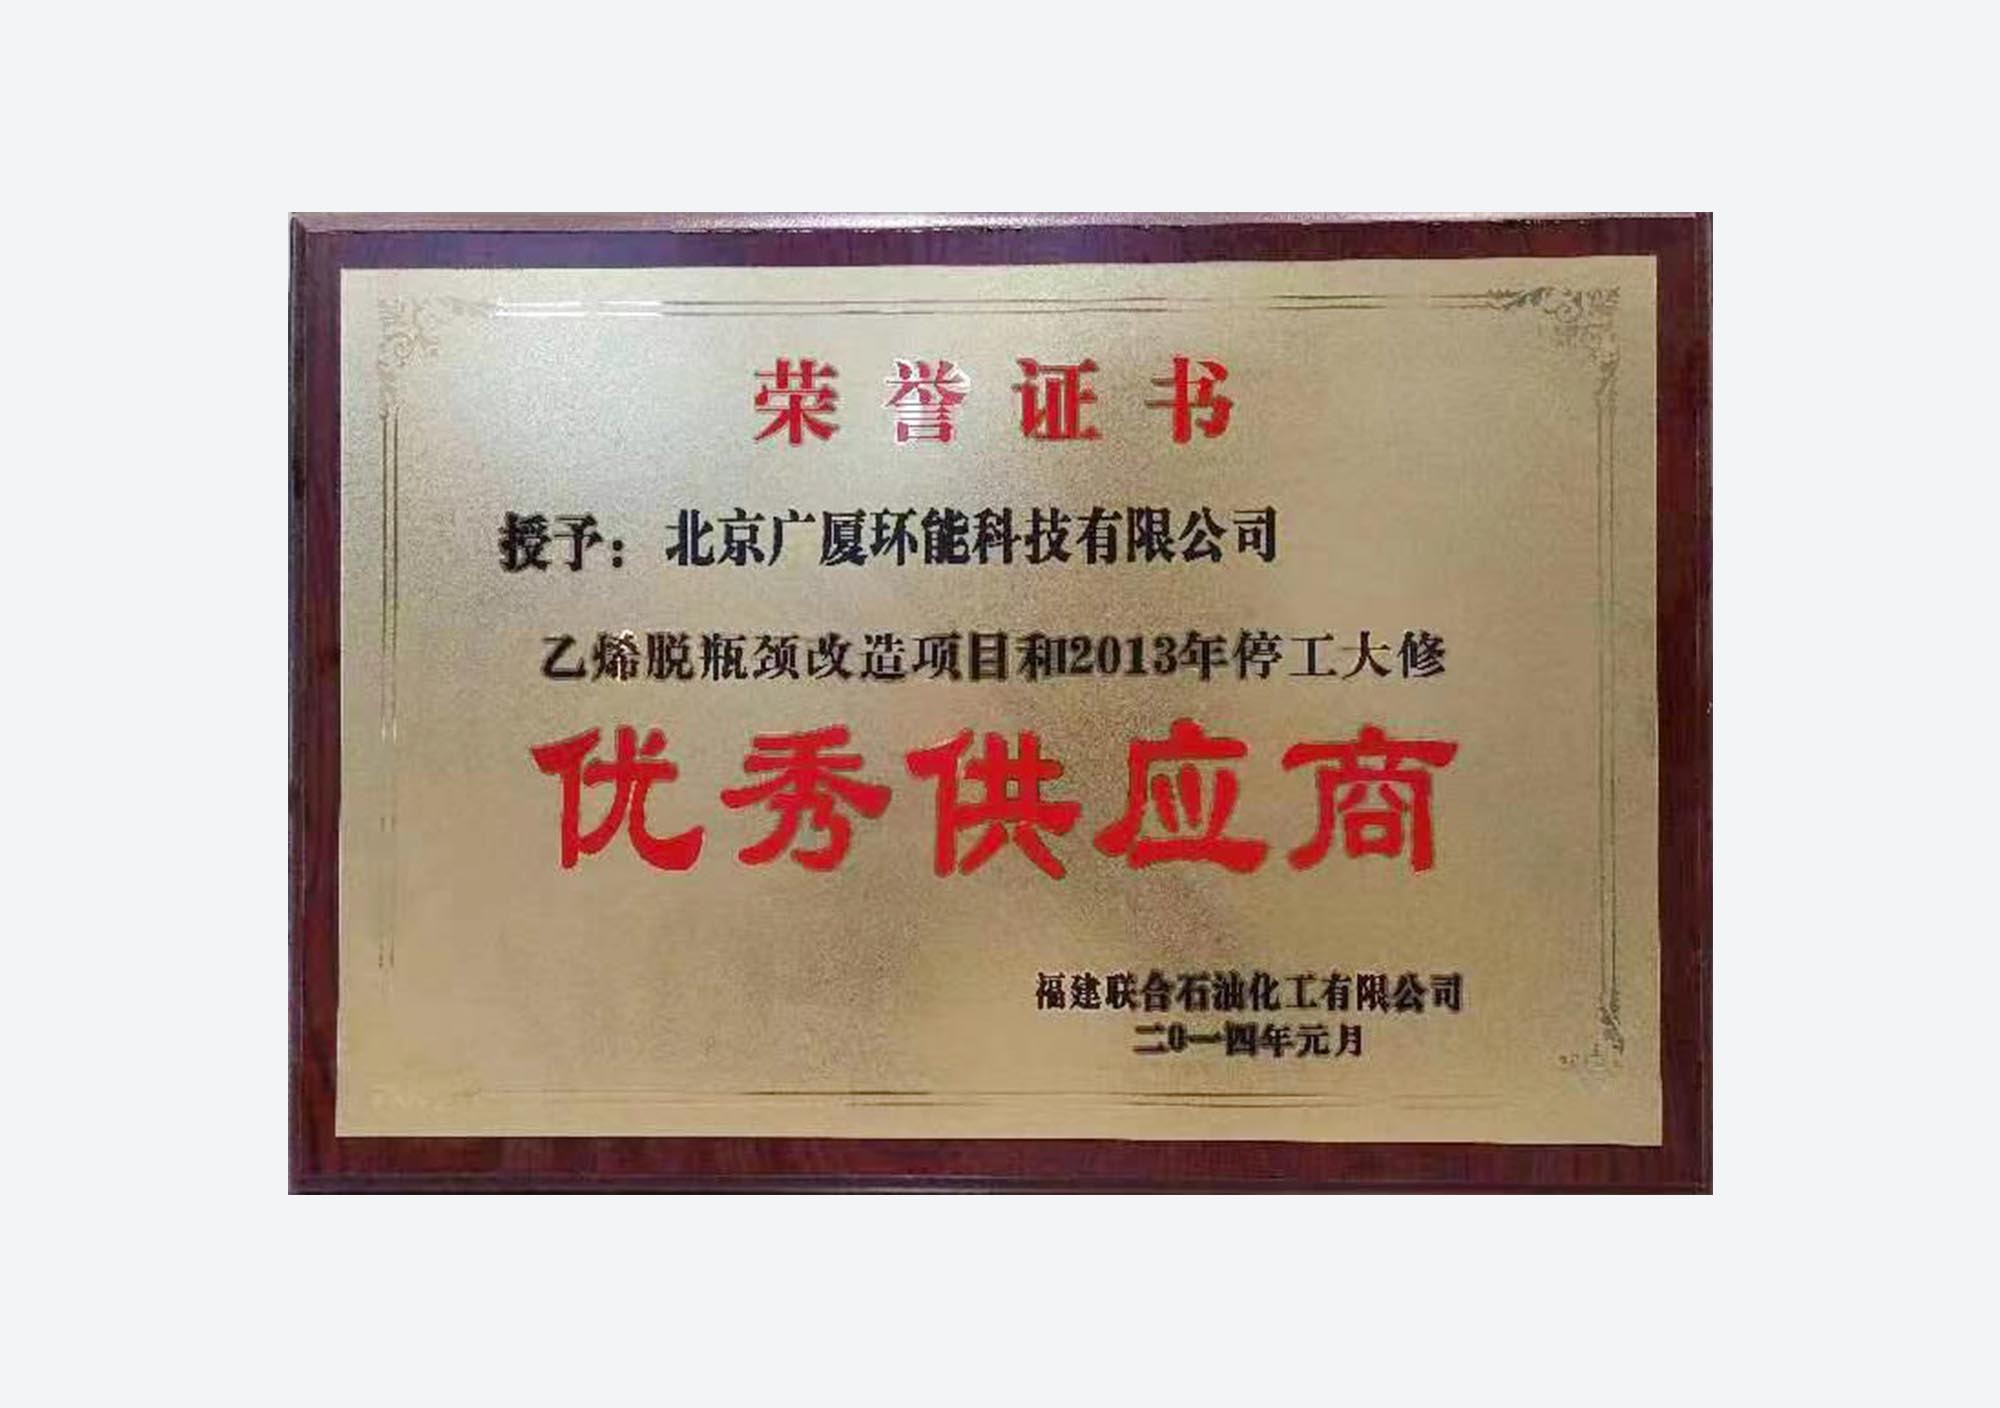 荣誉证书
授予：北京广厦环能科技有限公司
乙烯脱瓶颈改造项目和2013年停工大修
优秀供应商
福建联合石油化工有限公司
二0一四年元月